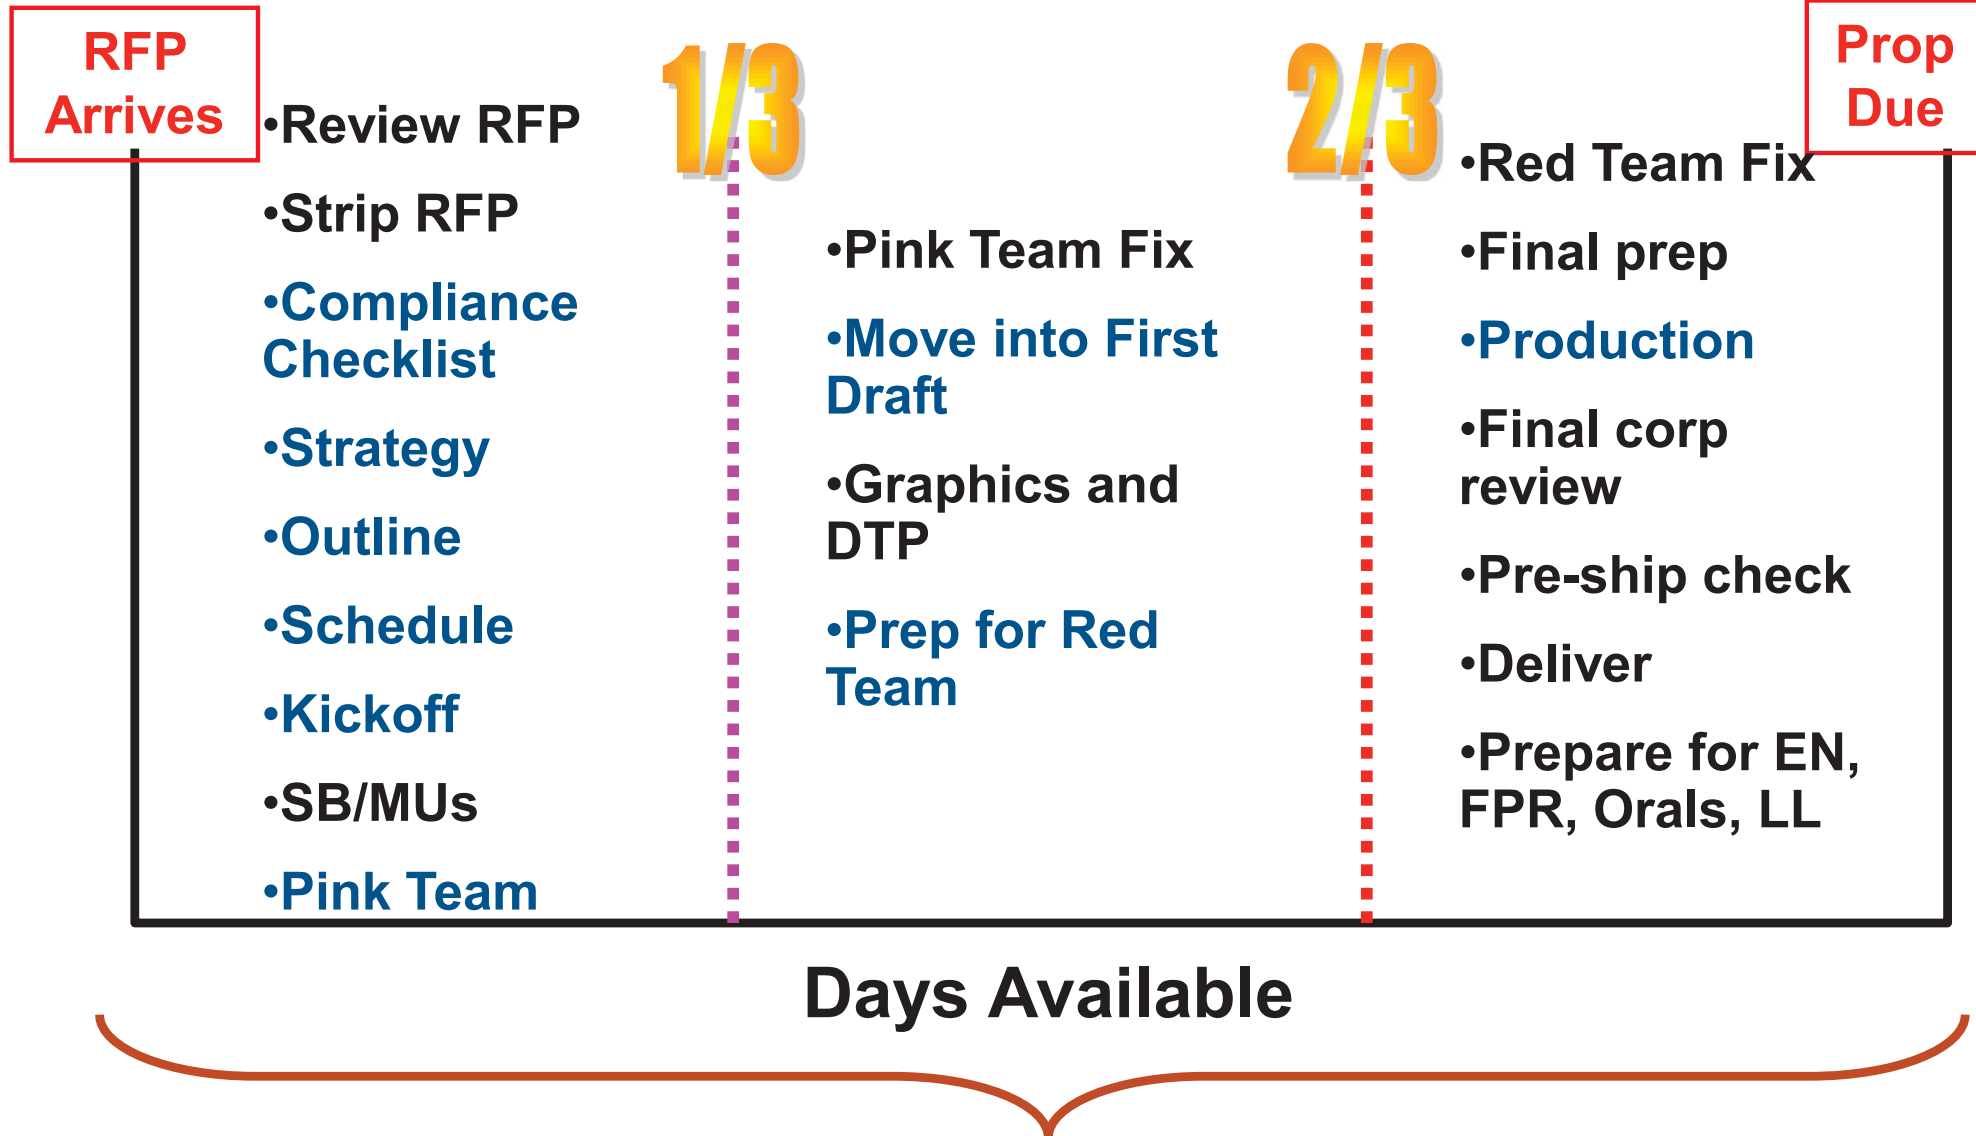 RFP
Arrives
•Review RFP
•Strip RFP
•Compliance
Checklist
•Strategy
•Outline
•Schedule
•Kickoff
•SB/MUs
•Pink Team
1/3
•Pink Team Fix
•Move into First
Draft
•Graphics and
DTP
•Prep for Red
Team
2/3
Prop
Due
•Red Team Fix
•Final prep
•Production
•Final corp
review
•Pre-ship check
•Deliver
•Prepare for EN,
FPR, Orals, LL
Days Available